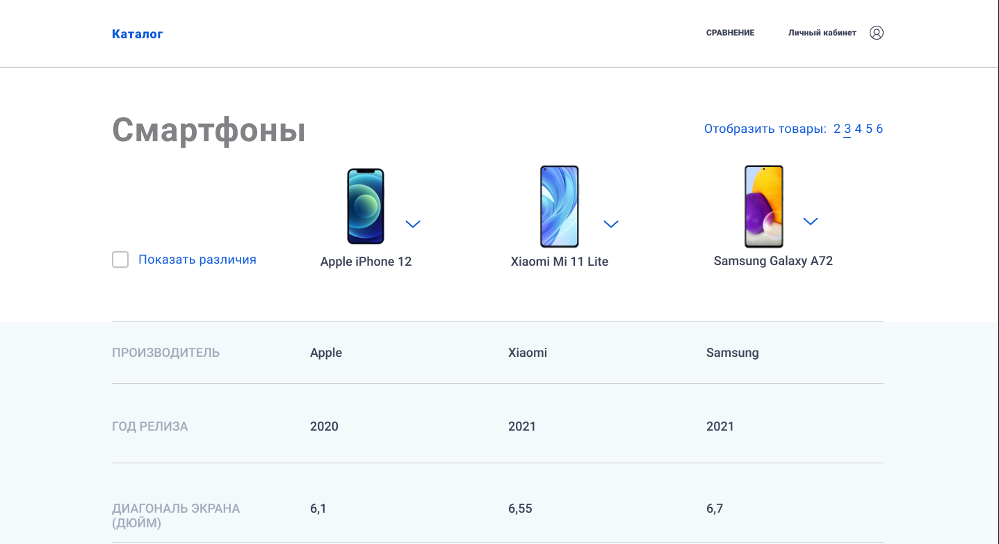 Каталог
СРАВНЕНИЕ
Личный кабинет
Смартфоны
Отобразить товары: 2 3 4 5 6
Показать различия
Apple iPhone 12
Xiaomi Mi 11 Lite
Samsung Galaxy A72
ПРОИЗВОДИТЕЛЬ
Apple
Xiaomi
Samsung
ГОД РЕЛИЗА
2020
2021
2021
ДИАГОНАЛЬ ЭКРАНА
(ДЮЙМ)
6,1
6,55
6,7